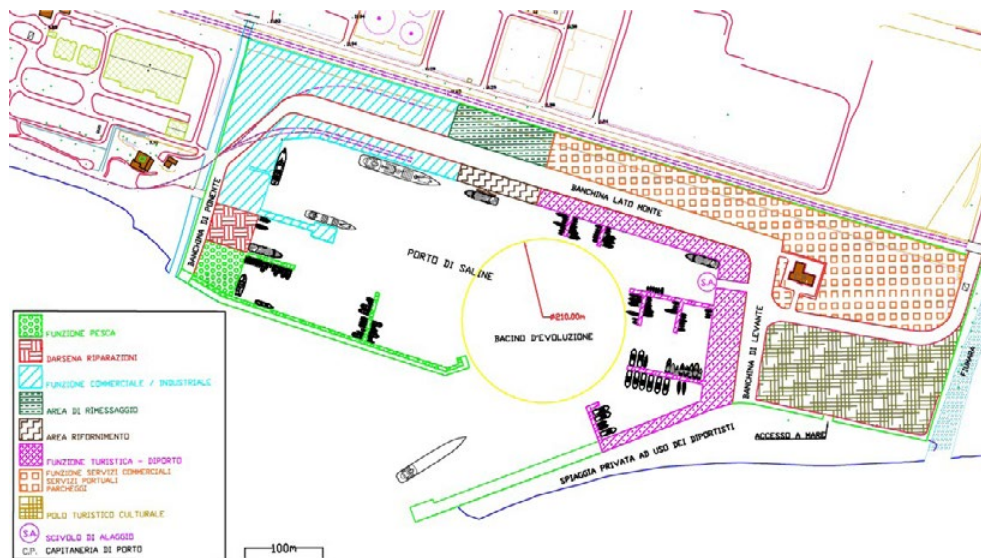 BANCHINA LATO MONTE
BANCHINA DI PONENTE
PORTO DI SALINE
S.A.
ø210.00m
BACINO D'EVOLUZIONE
BANCHINA DI LEVANTE
FIUMARA
ACCESSO A MARE
SPIAGGIA PRIVATA AD USO DEI DIPORTISTI
FUNZIONE PESCA
DARSENA RIPARAZIONI
FUNZIONE COMMERCIALE / INDUSTRIALE
AREA DI RIMESSAGGIO
AREA RIFORNIMENTO
FUNZIONE TURISTICA - DIPORTO
FUNZIONE SERVIZI COMMERCIALI
SERVIZI PORTUALI
PARCHEGGI
POLO TURISTICO CULTURALE
S.A. SCIVOLO DI ALAGGIO
C.P. CAPITANERIA DI PORTO
100m